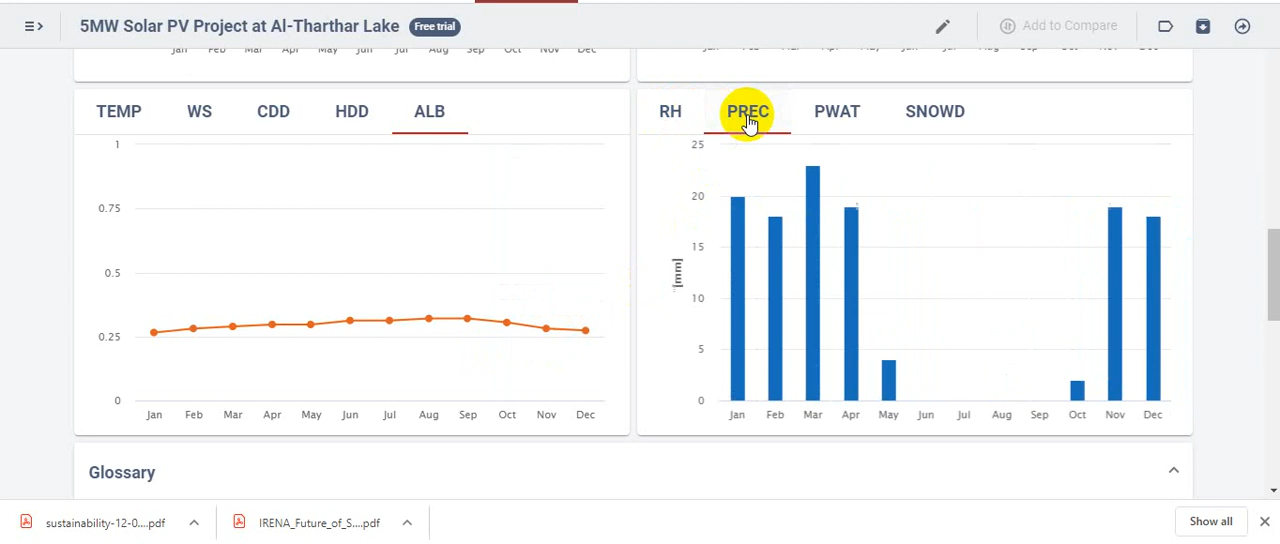 5MW Solar PV Project at Al-Tharthar Lake Free trial Add to Compare
Jan Feb Mar Apr May Jun Jul Aug Sep Oct Nov Dec
TEMP WS CDD HDD ALB
1
0.75
0.5
0.25
0
Jan Feb Mar Apr May Jun Jul Aug Sep Oct Nov Dec
RH PREC PWAT SNOWD
25
20
15
10
5
0
[mm]
Jan Feb Mar Apr May Jun Jul Aug Sep Oct Nov Dec
Glossary
sustainability-12-0....pdf IRENA_Future_of_S....pdf Show all